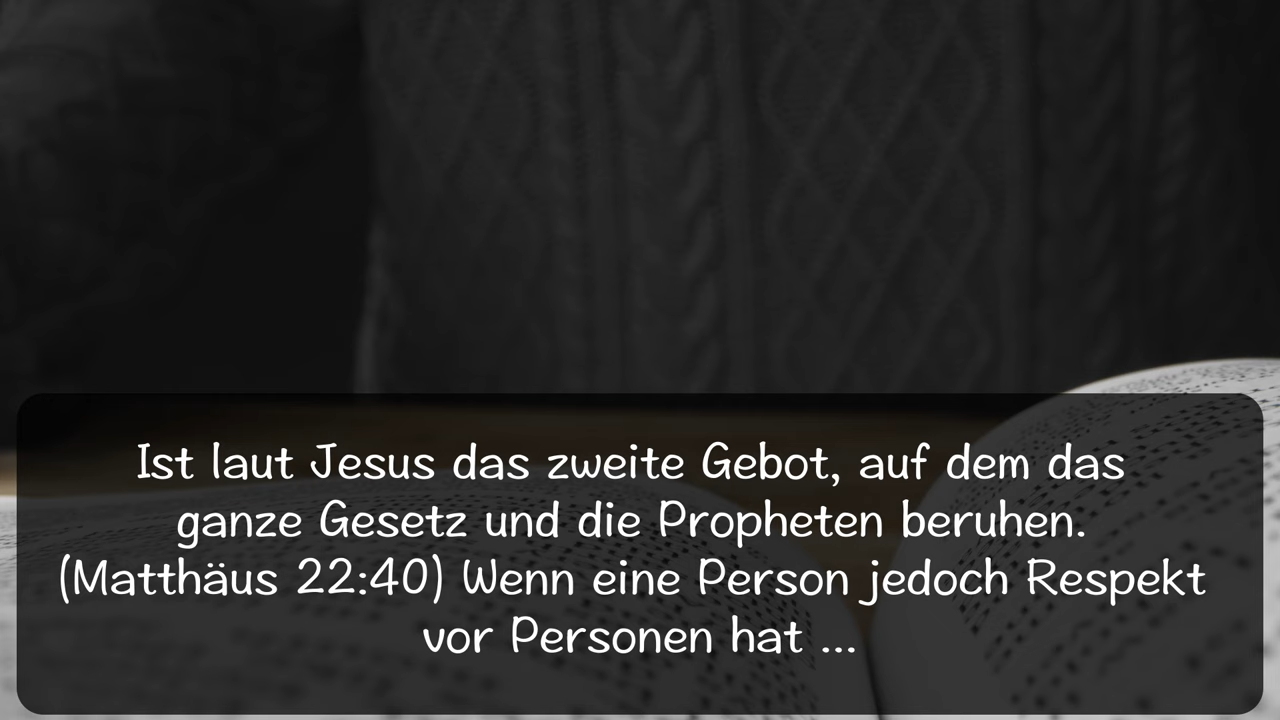 Ist laut Jesus das zweite Gebot, auf dem das
ganze Gesetz und die Propheten beruhen.
(Matthäus 22:40) Wenn eine Person jedoch Respekt
vor Personen hat ...